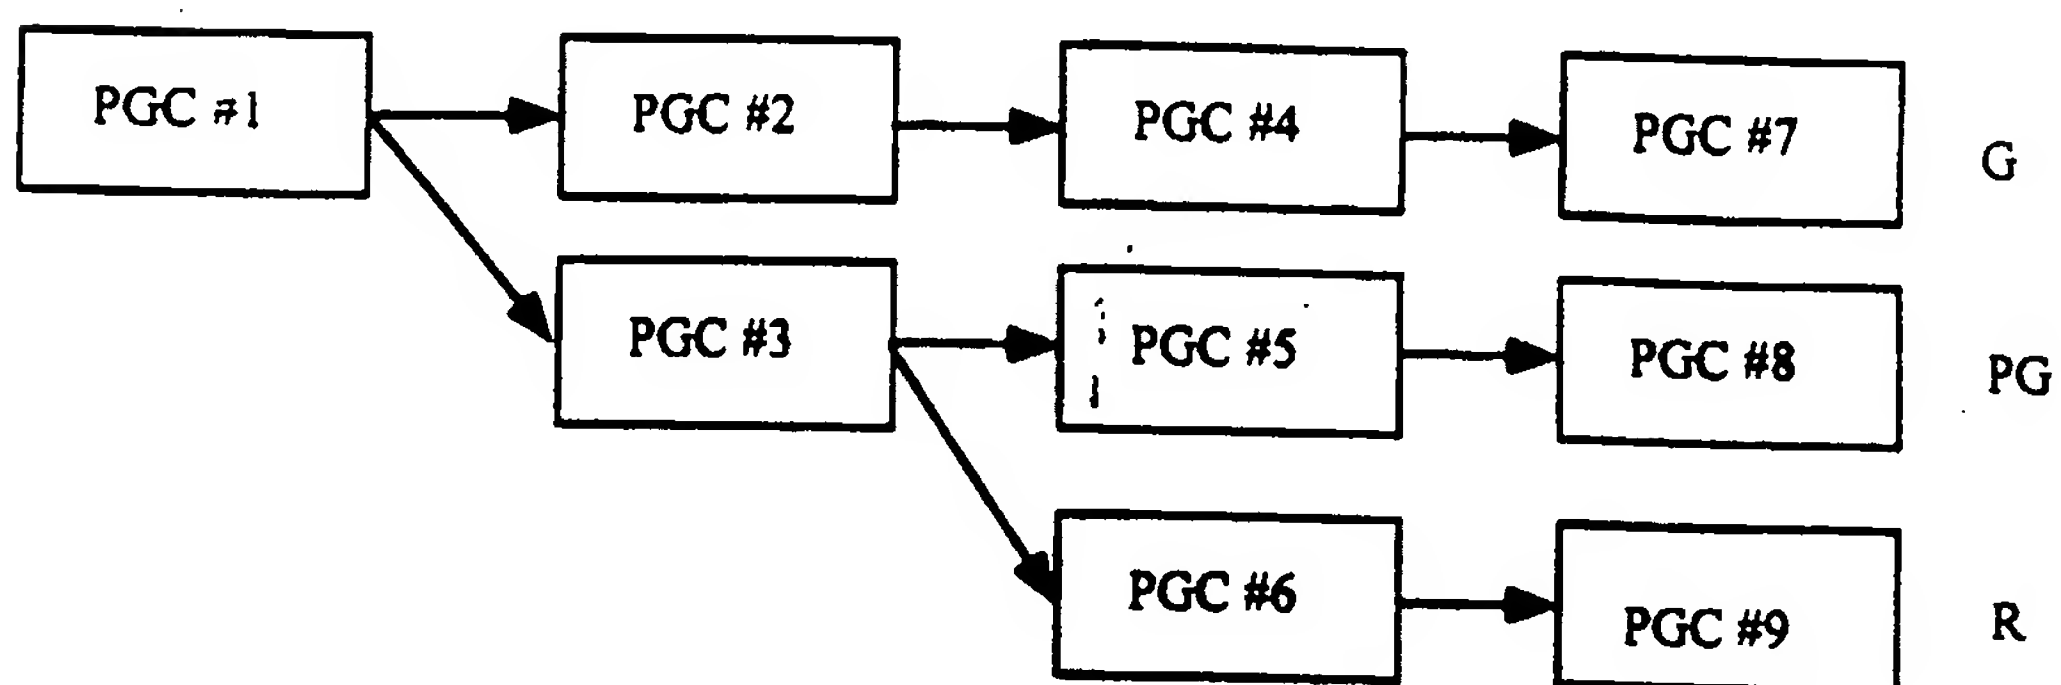 PGC #1
PGC #2
PGC #4
PGC #7
G
PGC #3
PGC #5
PGC #8
PG
PGC #6
PGC #9
R